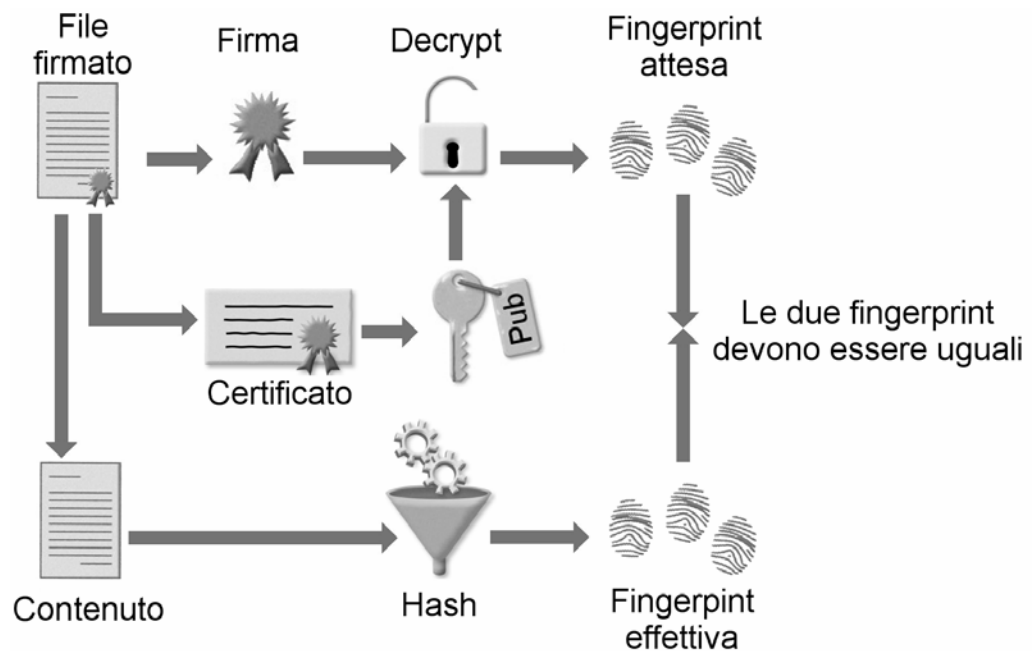 File
firmato
Firma
Decrypt
Fingerprint
attesa
Pub
Certificato
Le due fingerprint
devono essere uguali
Contenuto
Hash
Fingerpint
effettiva